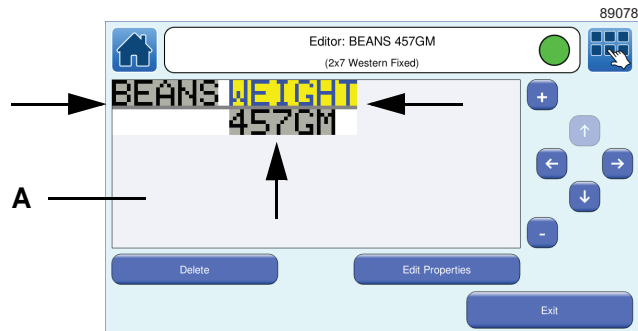 89078
Editor: BEANS 457GM
(2x7 Western Fixed)
BEANS WEIGHT
457GM
+
A
-
Delete
Edit Properties
Exit